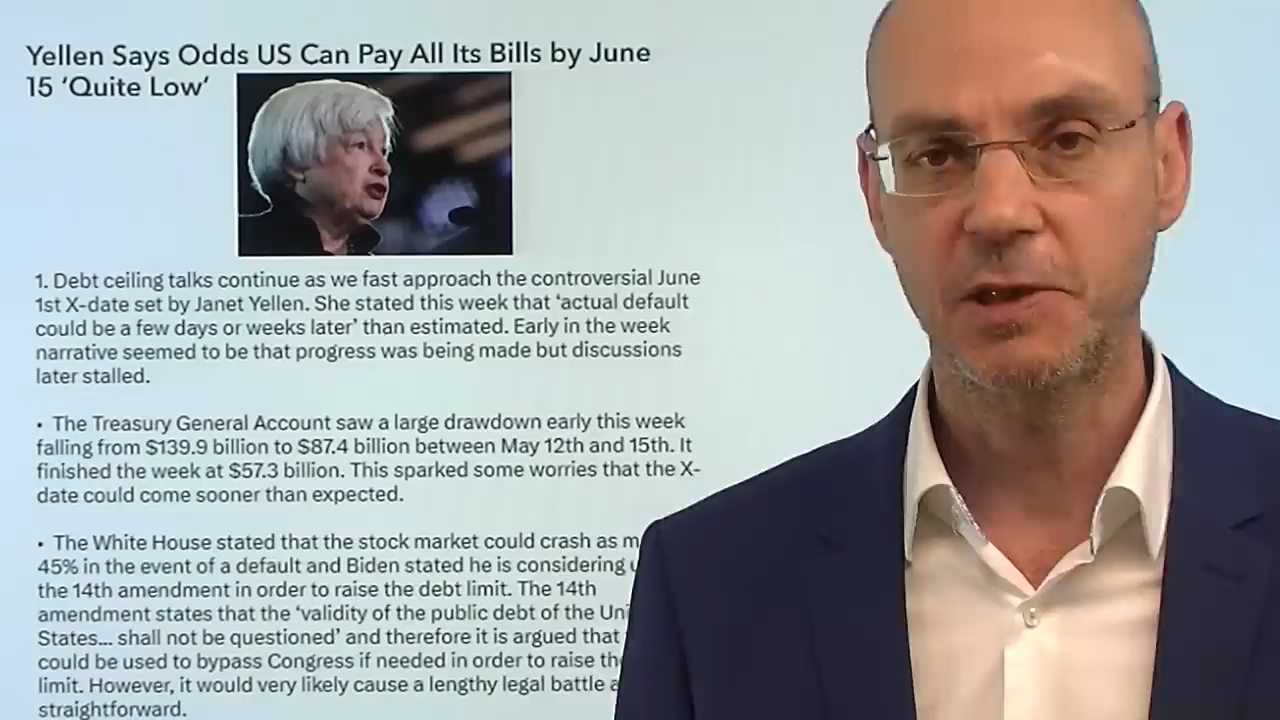 Yellen Says Odds US Can Pay All Its Bills by June
15 ‘Quite Low’
1. Debt ceiling talks continue as we fast approach the controversial June
1st X-date set by Janet Yellen. She stated this week that ‘actual default
could be a few days or weeks later’ than estimated. Early in the week
narrative seemed to be that progress was being made but discussions
later stalled.
• The Treasury General Account saw a large drawdown early this week
falling from $139.9 billion to $87.4 billion between May 12th and 15th. It
finished the week at $57.3 billion. This sparked some worries that the X-
date could come sooner than expected.
• The White House stated that the stock market could crash as
45% in the event of a default and Biden stated he is considering
the 14th amendment in order to raise the debt limit. The 14th
amendment states that the ‘validity of the public debt of the
States... shall not be questioned’ and therefore it is argued that
could be used to bypass Congress if needed in order to raise
limit. However, it would very likely cause a lengthy legal battle
straightforward.